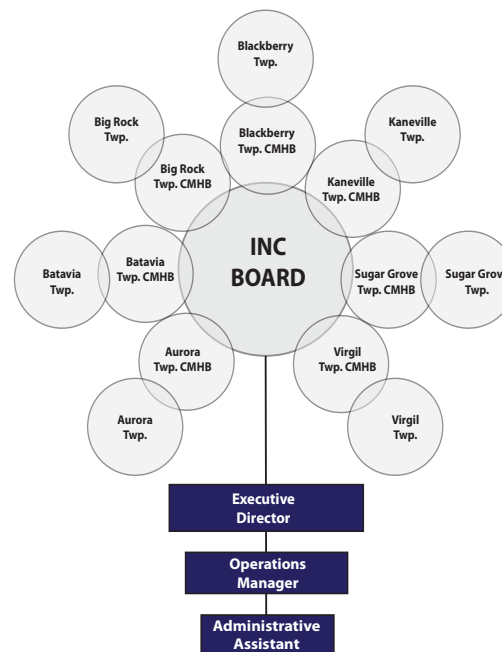 Blackberry
Twp.
Big Rock
Twp.
Kaneville
Twp.
Blackberry
Twp. CMHB
Big Rock
Twp. CMHB
Kaneville
Twp. CMHB
INC
BOARD
Batavia
Twp.
Batavia
Twp. CMHB
Sugar Grove
Twp. CMHB
Sugar Grove
Twp.
Aurora
Twp. CMHB
Virgil
Twp. CMHB
Aurora
Twp.
Virgil
Twp.
Executive
Director
Operations
Manager
Administrative
Assistant